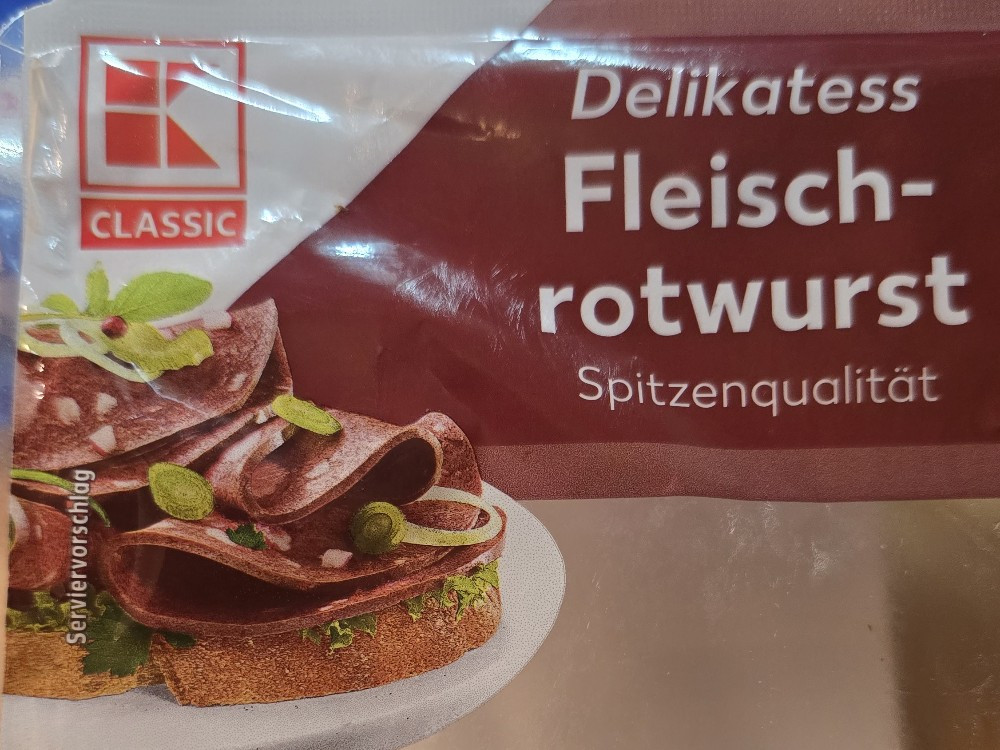 K
CLASSIC
Delikatess
Fleisch-
rotwurst
Spitzenqualität
Serviervorschlag